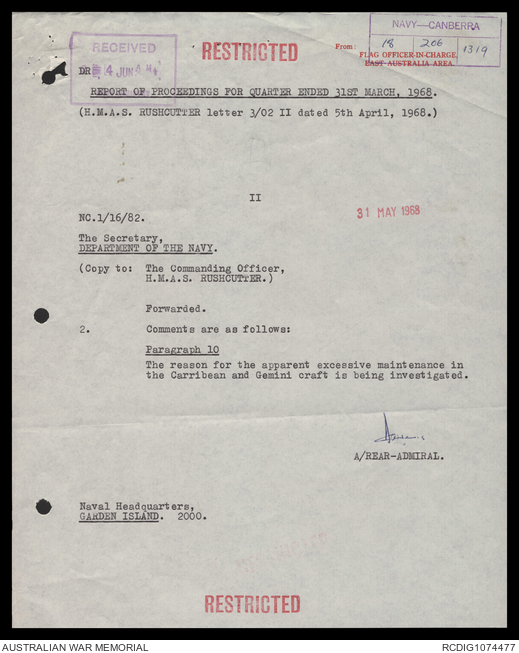 NAVY—CANBERRA
18 | 206 | 1319
RECEIVED
4 JUN
RESTRICTED
From:
FLAG OFFICER-IN-CHARGE,
EAST AUSTRALIA AREA.
DR
REPORT OF PROCEEDINGS FOR QUARTER ENDED 31ST MARCH, 1968.
(H.M.A.S. RUSHCUTTER letter 3/02 II dated 5th April, 1968.)
II
NC.1/16/82.
31 MAY 1968
The Secretary,
DEPARTMENT OF THE NAVY.
(Copy to: The Commanding Officer,
H.M.A.S. RUSHCUTTER.)
Forwarded.
2. Comments are as follows:
Paragraph 10
The reason for the apparent excessive maintenance in
the Carribean and Gemini craft is being investigated.
A/REAR-ADMIRAL.
Naval Headquarters,
GARDEN ISLAND. 2000.
RESTRICTED
RESTRICTED
AUSTRALIAN WAR MEMORIAL
RCDIG1074477